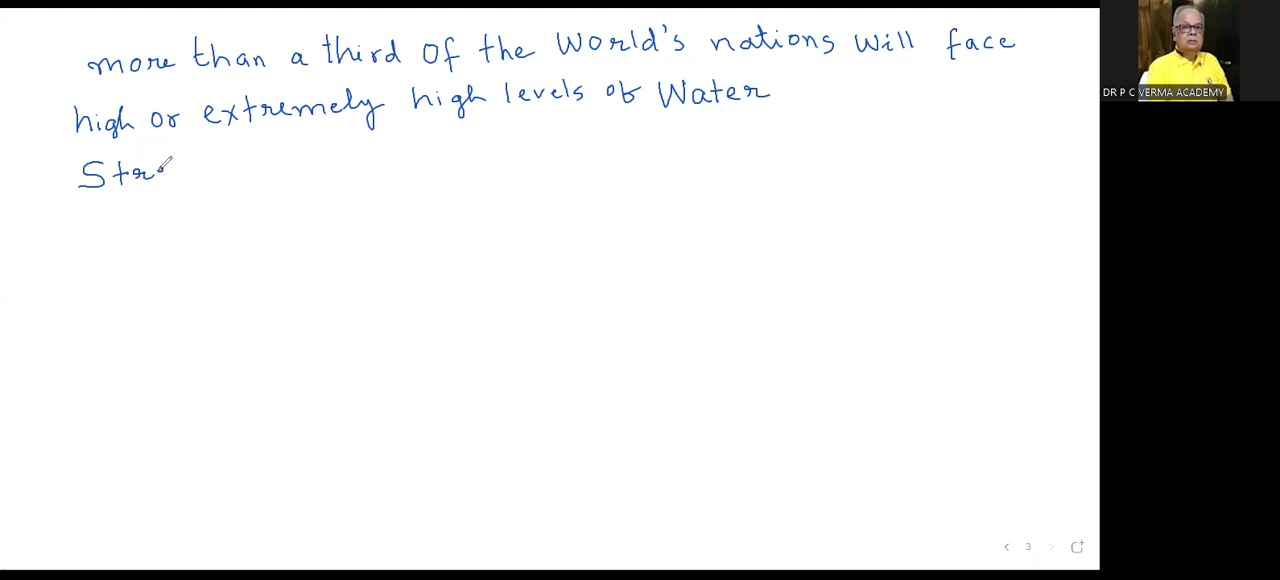 more than a third of the World's nations will face
high or extremely high levels of Water
Str
DR P C VERMA ACADEMY
3